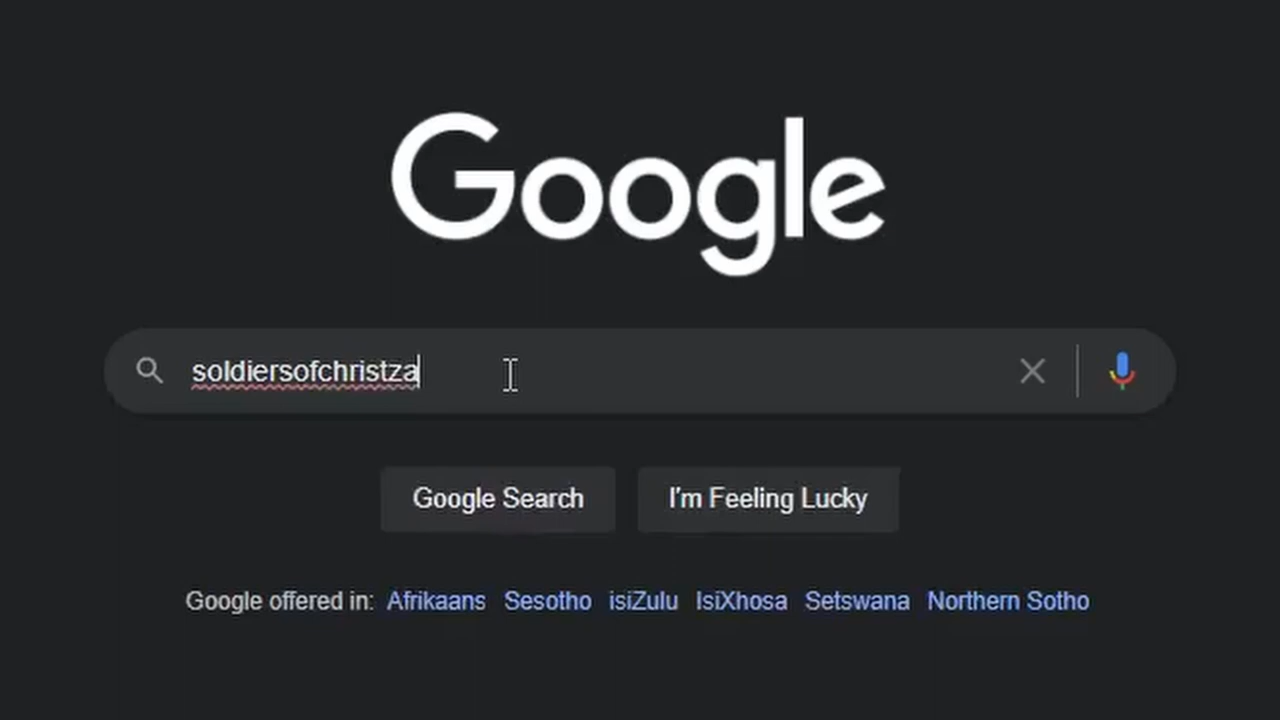 Google
soldiersofchristza
Google Search I'm Feeling Lucky
Google offered in: Afrikaans Sesotho isiZulu IsiXhosa Setswana Northern Sotho